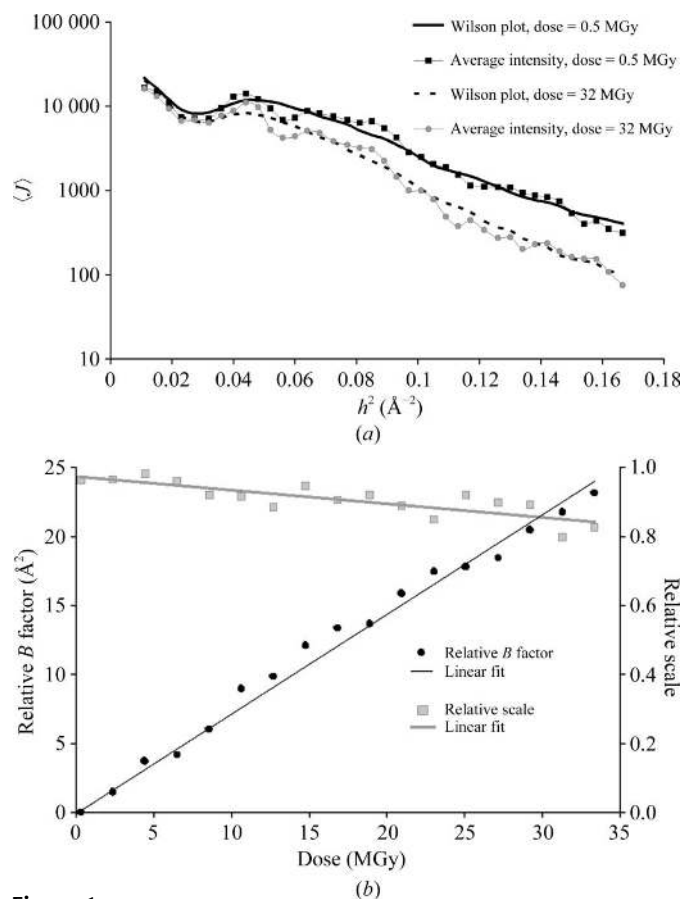 100 000
Wilson plot, dose = 0.5 MGy
Average intensity, dose = 0.5 MGy
Wilson plot, dose = 32 MGy
Average intensity, dose = 32 MGy
10 000
1000
100
10
⟨J⟩
0 0.02 0.04 0.06 0.08 0.1 0.12 0.14 0.16 0.18
h² (Å⁻²)
(a)
25
20
15
10
5
0
Relative B factor (Å²)
1.0
0.8
0.6
0.4
0.2
0.0
Relative scale
Relative B factor
Linear fit
Relative scale
Linear fit
0 5 10 15 20 25 30 35
Dose (MGy)
(b)